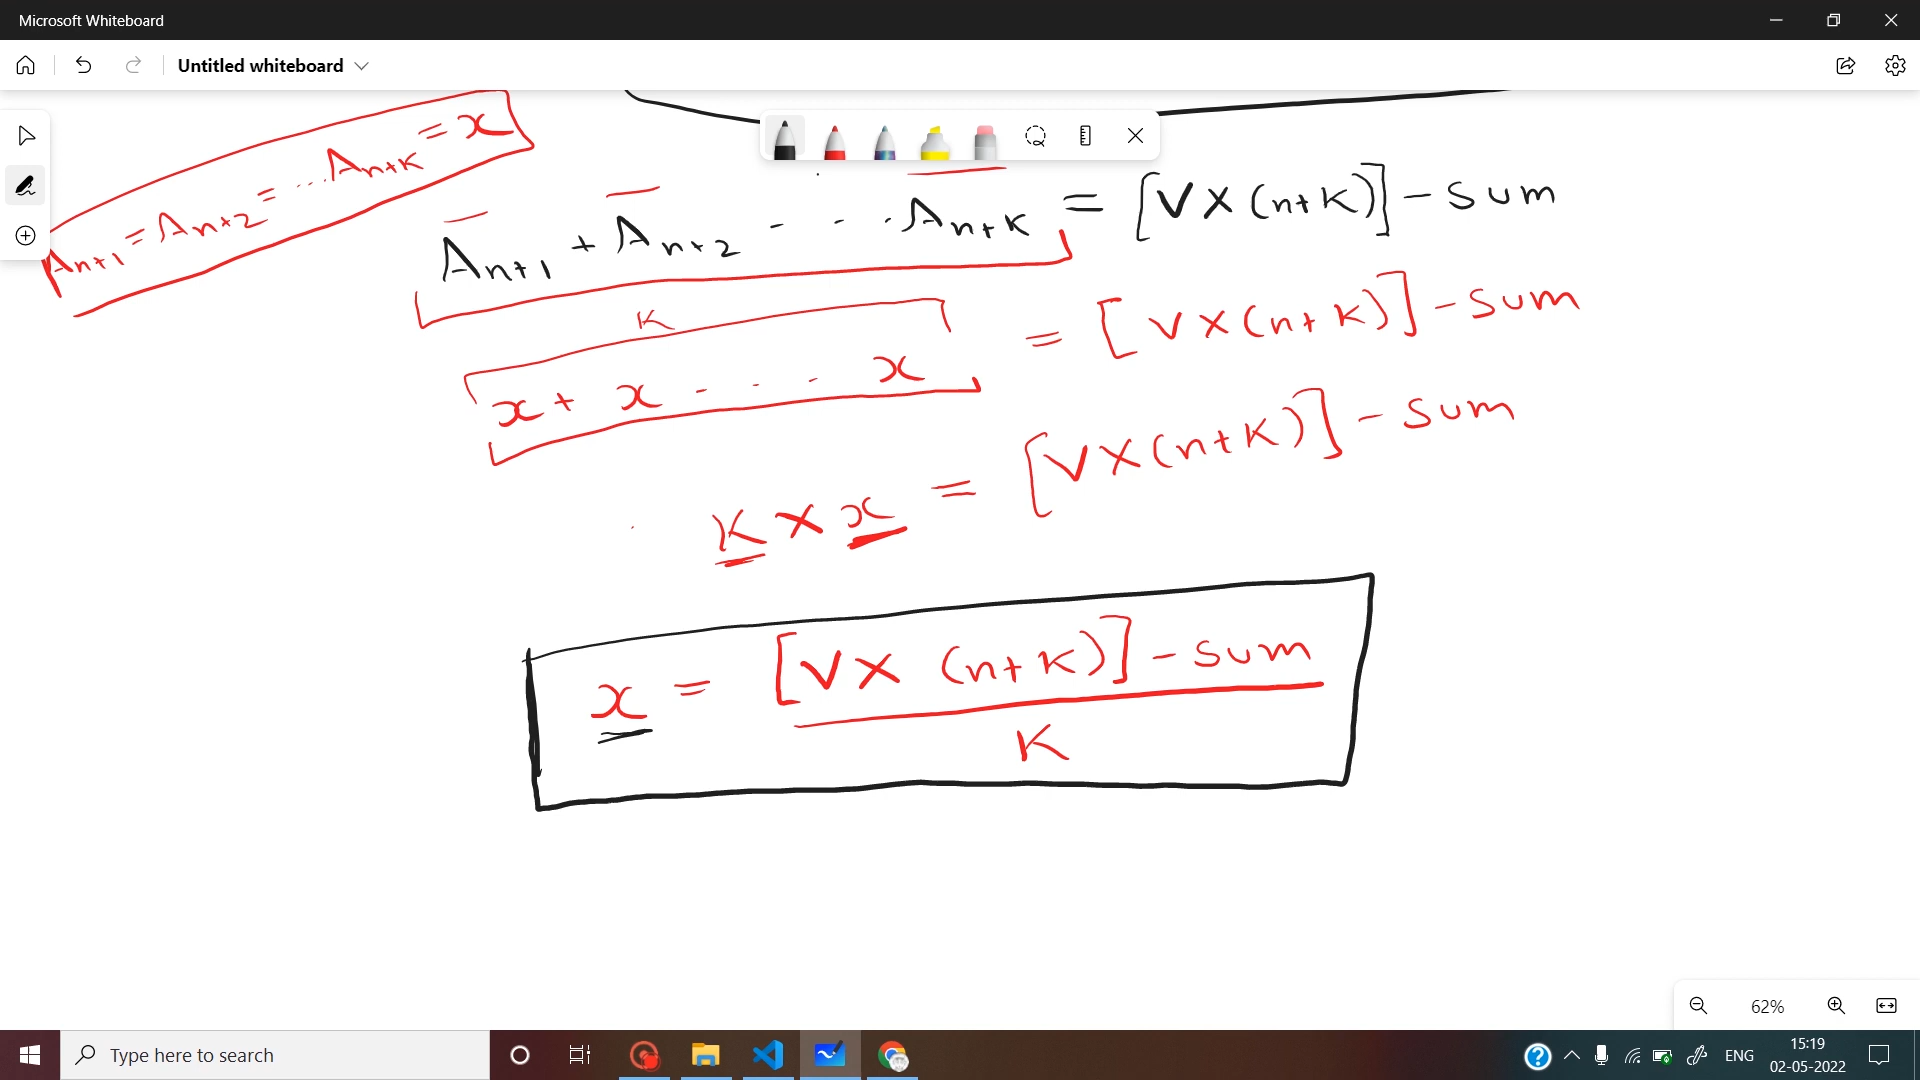 Microsoft Whiteboard
Untitled whiteboard
An+1 = An+2 = ... An+K = x
An+1 + An+2 - - ... An+K = [V X (n+K)] - sum
K
x + x - . . . x = [V X (n+K)] - sum
K X x = [V X (n+K)] - sum
x = [V X (n+K)] - sum
K
62%
Type here to search
ENG
15:19
02-05-2022